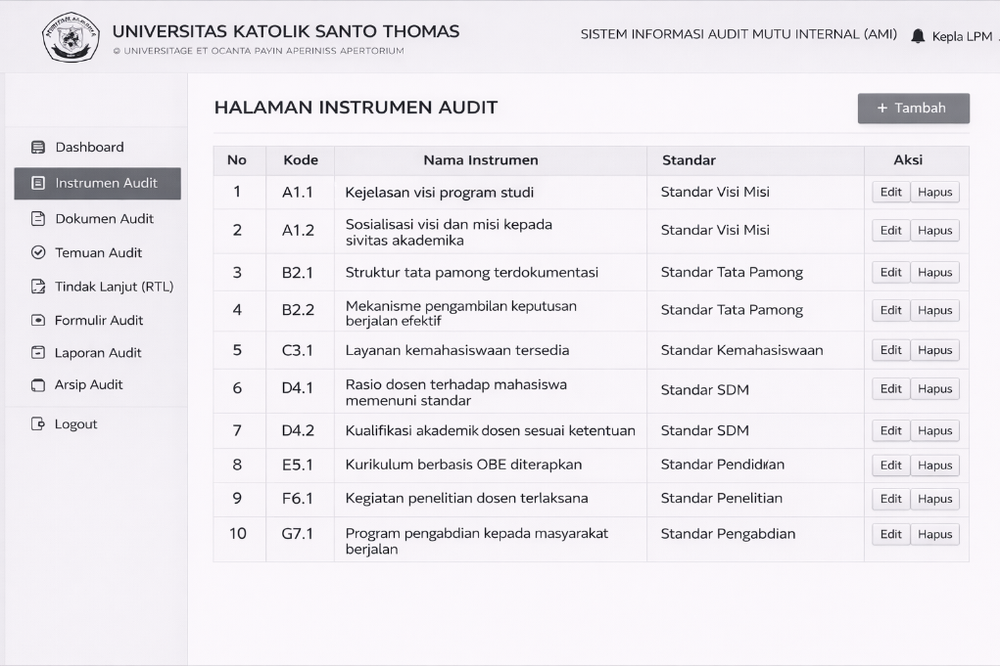 UNIVERSITAS KATOLIK SANTO THOMAS
© UNIVERSITAGE ET OCANTA PAYIN APERINISS APERTORIUM
SISTEM INFORMASI AUDIT MUTU INTERNAL (AMI) Kepla LPM
HALAMAN INSTRUMEN AUDIT
+ Tambah
Dashboard
Instrumen Audit
Dokumen Audit
Temuan Audit
Tindak Lanjut (RTL)
Formulir Audit
Laporan Audit
Arsip Audit
Logout
No Kode Nama Instrumen Standar Aksi
1 A1.1 Kejelasan visi program studi Standar Visi Misi Edit Hapus
2 A1.2 Sosialisasi visi dan misi kepada
sivitas akademika Standar Visi Misi Edit Hapus
3 B2.1 Struktur tata pamong terdokumentasi Standar Tata Pamong Edit Hapus
4 B2.2 Mekanisme pengambilan keputusan
berjalan efektif Standar Tata Pamong Edit Hapus
5 C3.1 Layanan kemahasiswaan tersedia Standar Kemahasiswaan Edit Hapus
6 D4.1 Rasio dosen terhadap mahasiswa
memenuni standar Standar SDM Edit Hapus
7 D4.2 Kualifikasi akademik dosen sesuai ketentuan Standar SDM Edit Hapus
8 E5.1 Kurikulum berbasis OBE diterapkan Standar Pendidikan Edit Hapus
9 F6.1 Kegiatan penelitian dosen terlaksana Standar Penelitian Edit Hapus
10 G7.1 Program pengabdian kepada masyarakat
berjalan Standar Pengabdian Edit Hapus